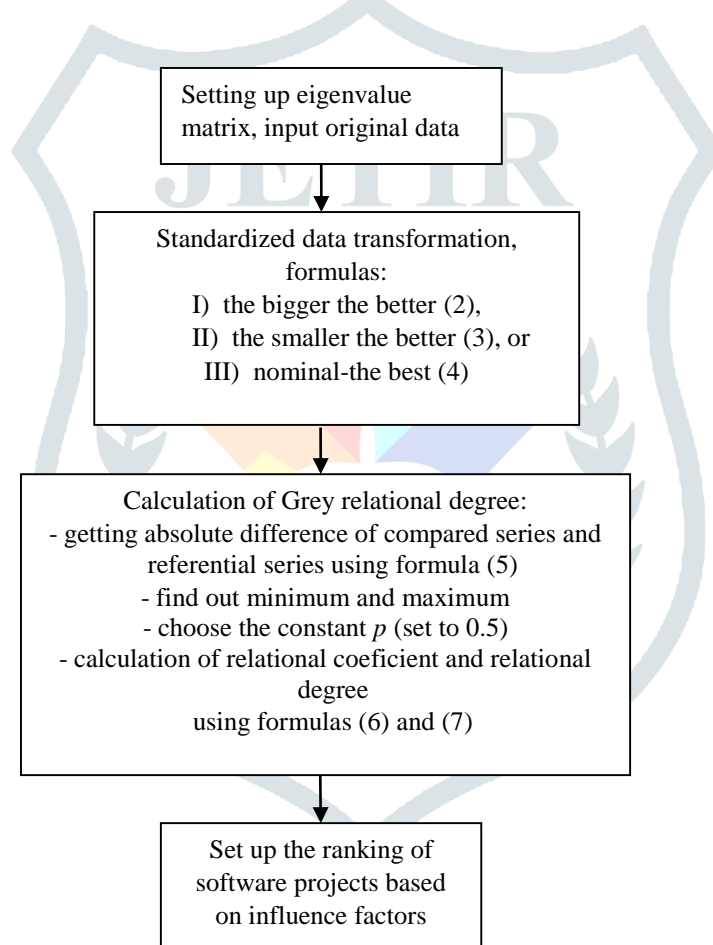 Setting up eigenvalue
matrix, input original data
JETIR
Standardized data transformation,
formulas:
I) the bigger the better (2),
II) the smaller the better (3), or
III) nominal-the best (4)
Calculation of Grey relational degree:
- getting absolute difference of compared series and
referential series using formula (5)
- find out minimum and maximum
- choose the constant p (set to 0.5)
- calculation of relational coeficient and relational
degree
using formulas (6) and (7)
Set up the ranking of
software projects based
on influence factors